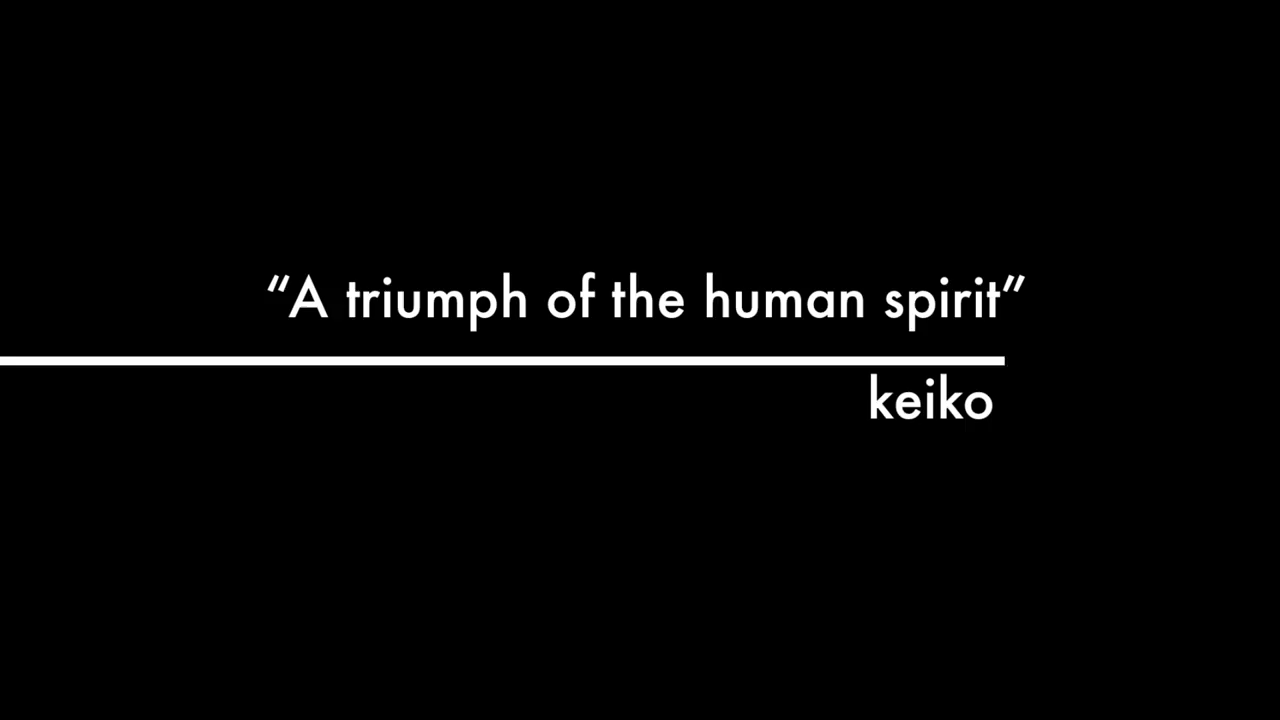 “A triumph of the human spirit”
keiko